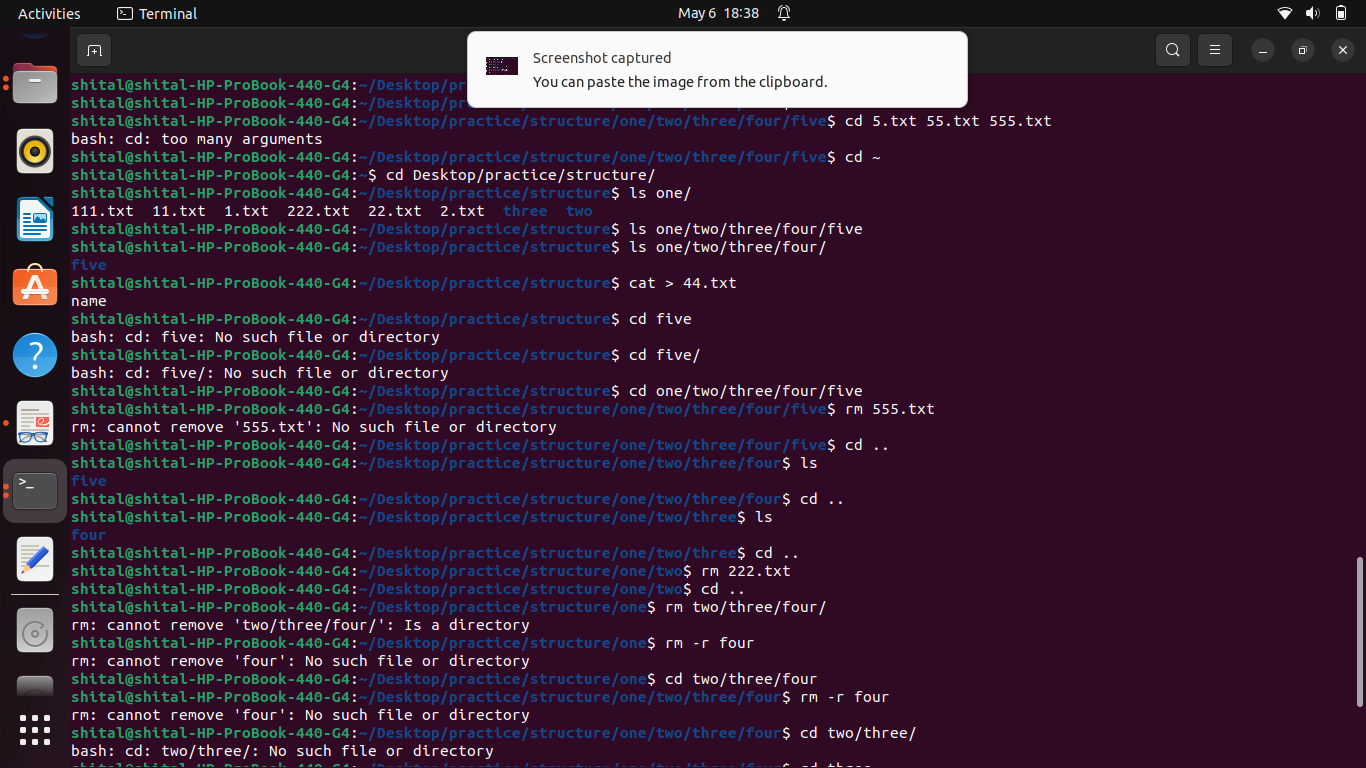 Activities
Terminal
May 6 18:38
Screenshot captured
You can paste the image from the clipboard.
shital@shital-HP-ProBook-440-G4:~/Desktop/pr
shital@shital-HP-ProBook-440-G4:~/Desktop/pr
shital@shital-HP-ProBook-440-G4:~/Desktop/practice/structure/one/two/three/four/five$ cd 5.txt 55.txt 555.txt
bash: cd: too many arguments
shital@shital-HP-ProBook-440-G4:~/Desktop/practice/structure/one/two/three/four/five$ cd ~
shital@shital-HP-ProBook-440-G4:~$ cd Desktop/practice/structure/
shital@shital-HP-ProBook-440-G4:~/Desktop/practice/structure$ ls one/
111.txt  11.txt  1.txt  222.txt  22.txt  2.txt  three  two
shital@shital-HP-ProBook-440-G4:~/Desktop/practice/structure$ ls one/two/three/four/five
shital@shital-HP-ProBook-440-G4:~/Desktop/practice/structure$ ls one/two/three/four/
five
shital@shital-HP-ProBook-440-G4:~/Desktop/practice/structure$ cat > 44.txt
name
shital@shital-HP-ProBook-440-G4:~/Desktop/practice/structure$ cd five
bash: cd: five: No such file or directory
shital@shital-HP-ProBook-440-G4:~/Desktop/practice/structure$ cd five/
bash: cd: five/: No such file or directory
shital@shital-HP-ProBook-440-G4:~/Desktop/practice/structure$ cd one/two/three/four/five
shital@shital-HP-ProBook-440-G4:~/Desktop/practice/structure/one/two/three/four/five$ rm 555.txt
rm: cannot remove '555.txt': No such file or directory
shital@shital-HP-ProBook-440-G4:~/Desktop/practice/structure/one/two/three/four/five$ cd ..
shital@shital-HP-ProBook-440-G4:~/Desktop/practice/structure/one/two/three/four$ ls
five
shital@shital-HP-ProBook-440-G4:~/Desktop/practice/structure/one/two/three/four$ cd ..
shital@shital-HP-ProBook-440-G4:~/Desktop/practice/structure/one/two/three$ ls
four
shital@shital-HP-ProBook-440-G4:~/Desktop/practice/structure/one/two/three$ cd ..
shital@shital-HP-ProBook-440-G4:~/Desktop/practice/structure/one/two$ rm 222.txt
shital@shital-HP-ProBook-440-G4:~/Desktop/practice/structure/one/two$ cd ..
shital@shital-HP-ProBook-440-G4:~/Desktop/practice/structure/one$ rm two/three/four/
rm: cannot remove 'two/three/four/': Is a directory
shital@shital-HP-ProBook-440-G4:~/Desktop/practice/structure/one$ rm -r four
rm: cannot remove 'four': No such file or directory
shital@shital-HP-ProBook-440-G4:~/Desktop/practice/structure/one$ cd two/three/four
shital@shital-HP-ProBook-440-G4:~/Desktop/practice/structure/one/two/three/four$ rm -r four
rm: cannot remove 'four': No such file or directory
shital@shital-HP-ProBook-440-G4:~/Desktop/practice/structure/one/two/three/four$ cd two/three/
bash: cd: two/three/: No such file or directory
shital@shital-HP-ProBook-440-G4:~/Desktop/practice/structure/one/two/three/four$ cd three